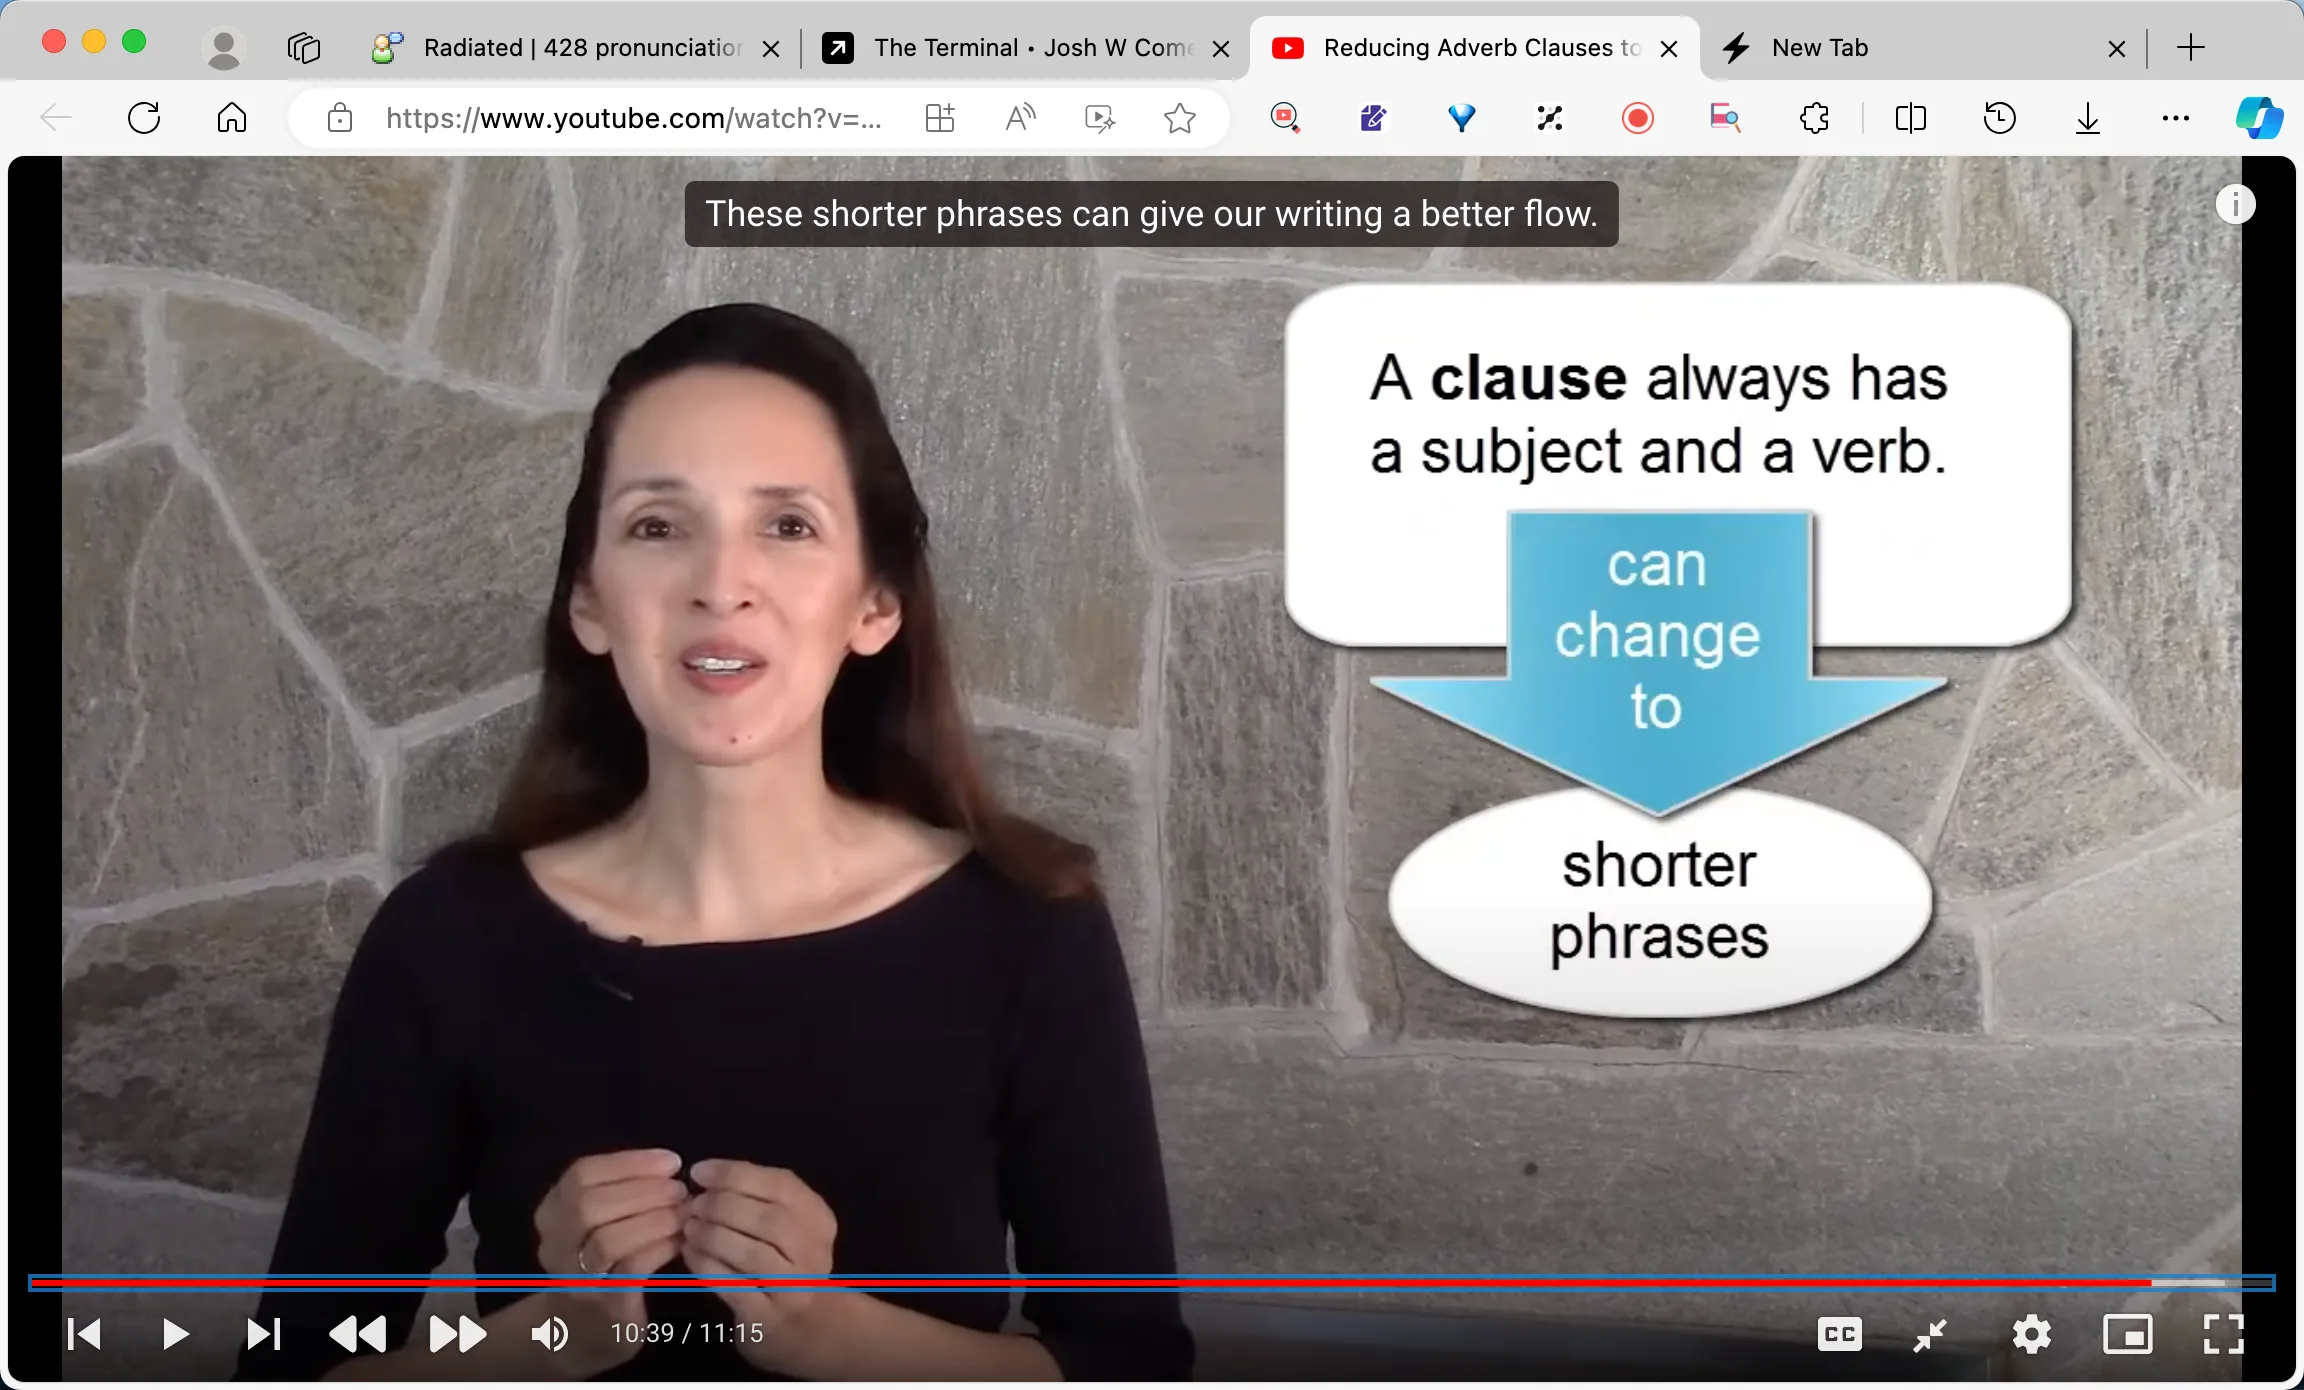 Radiated | 428 pronunciation
The Terminal • Josh W Come
Reducing Adverb Clauses to
New Tab
https://www.youtube.com/watch?v=...
These shorter phrases can give our writing a better flow.
A clause always has
a subject and a verb.
can
change
to
shorter
phrases
10:39 / 11:15
CC